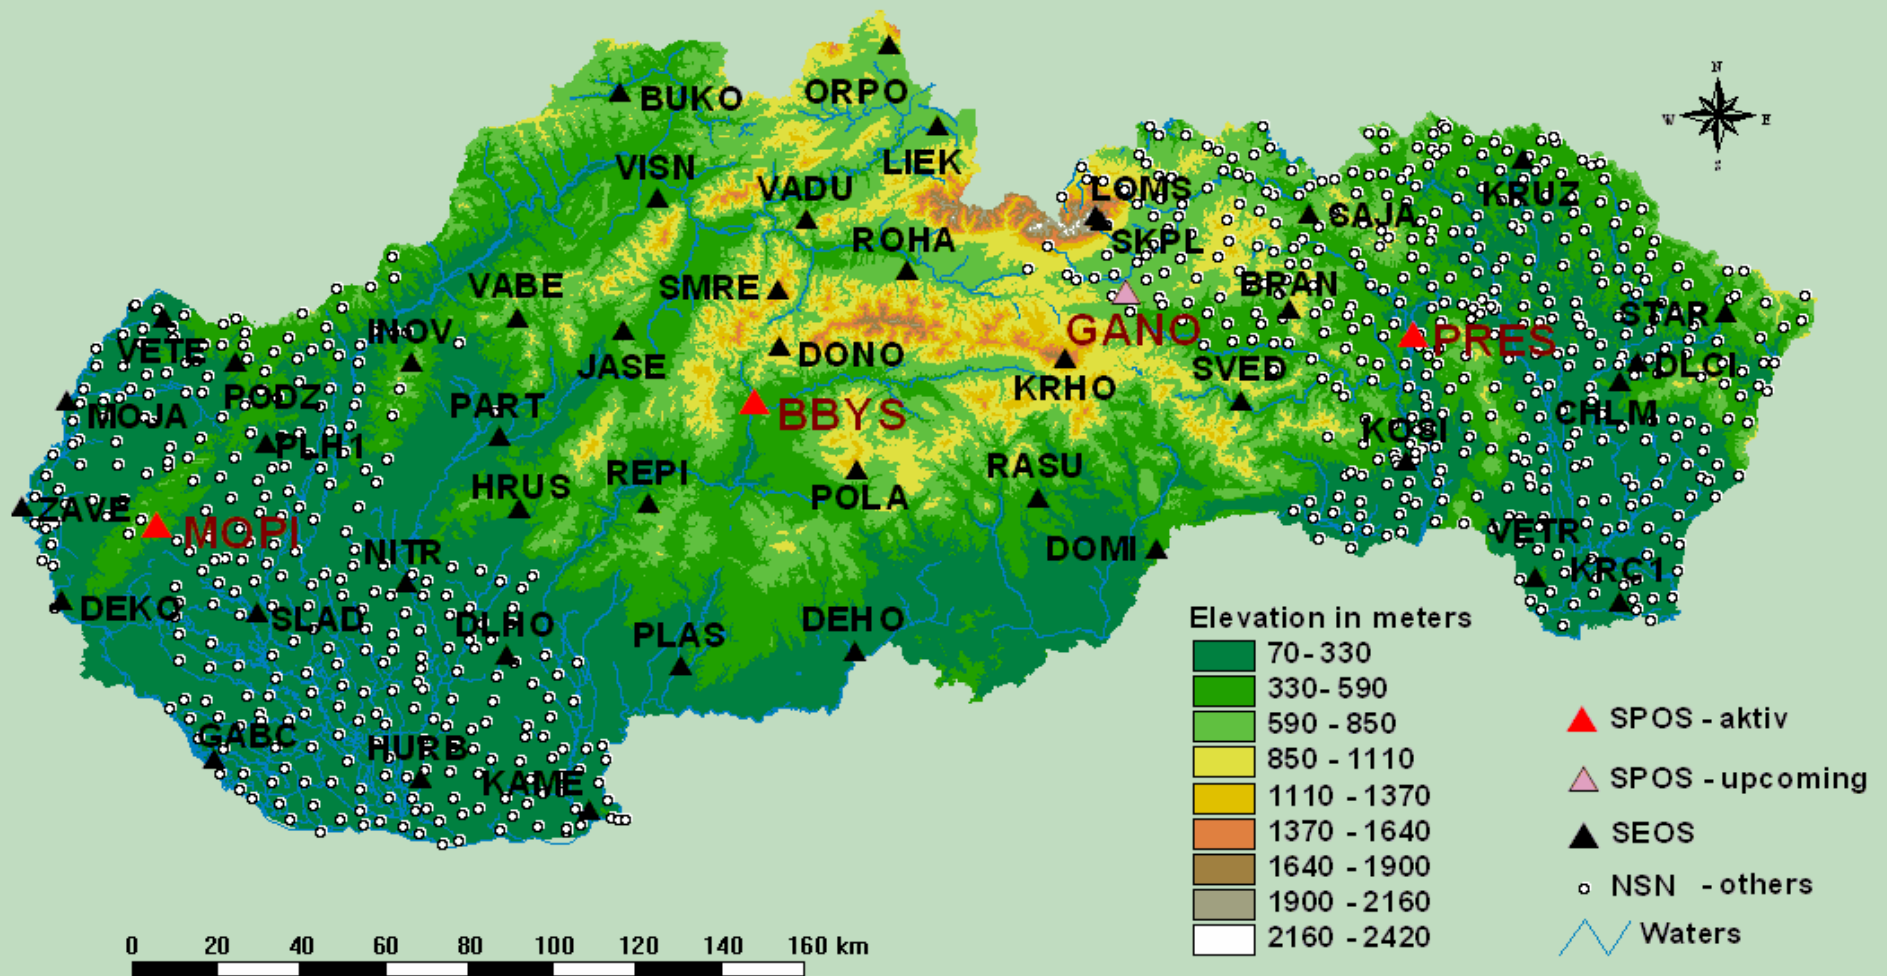 N
W E
S
BUKO
ORPO
LIEK
VISN
VADU
LOMS
KRUZ
SAJA
ROHA
SKPL
VABE
SMRE
BRAN
STAR
INOV
GANO
PRES
VETE
JASE
DONO
SVED
DLCI
PODZ
KRHO
MOJA
PART
BBYS
CHLM
PLH1
KOSI
REPI
RASU
HRUS
POLA
ZAVE
MOPI
VETR
NITR
DOMI
KRC1
DEKO
SLAD
DLHO
PLAS
DEHO
GABC
HURB
KAME
Elevation in meters
70 - 330
330 - 590
590 - 850
850 - 1110
1110 - 1370
1370 - 1640
1640 - 1900
1900 - 2160
2160 - 2420
SPOS - aktiv
SPOS - upcoming
SEOS
NSN - others
Waters
0 20 40 60 80 100 120 140 160 km